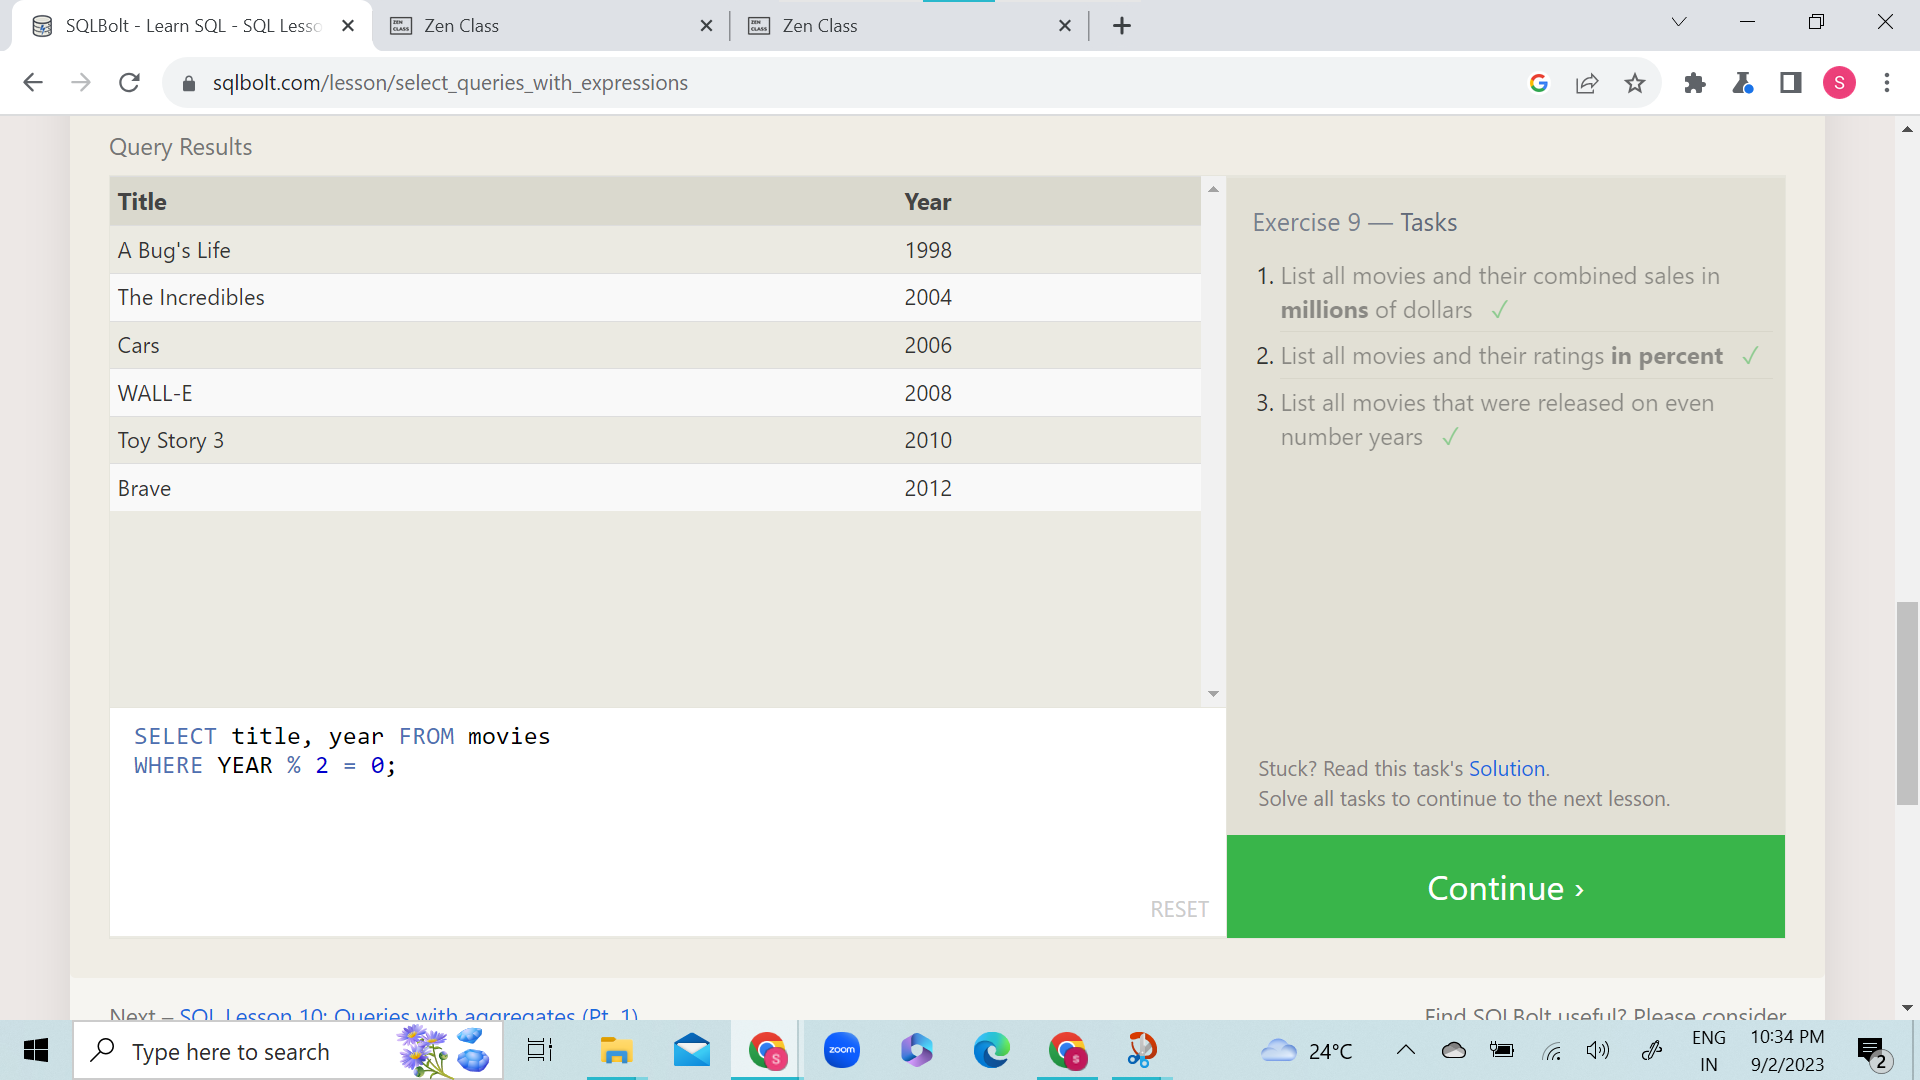 SQLBolt - Learn SQL - SQL Lesso
Zen Class
Zen Class
sqlbolt.com/lesson/select_queries_with_expressions
S
Query Results
Title Year
A Bug's Life 1998
The Incredibles 2004
Cars 2006
WALL-E 2008
Toy Story 3 2010
Brave 2012
Exercise 9 — Tasks
1. List all movies and their combined sales in
millions of dollars ✓
2. List all movies and their ratings in percent ✓
3. List all movies that were released on even
number years ✓
SELECT title, year FROM movies
WHERE YEAR % 2 = 0;
RESET
Stuck? Read this task's Solution.
Solve all tasks to continue to the next lesson.
Continue ›
Next – SQL Lesson 10: Queries with aggregates (Pt. 1)
Find SQLBolt useful? Please consider
Type here to search
zoom
24°C
ENG
IN
10:34 PM
9/2/2023
2